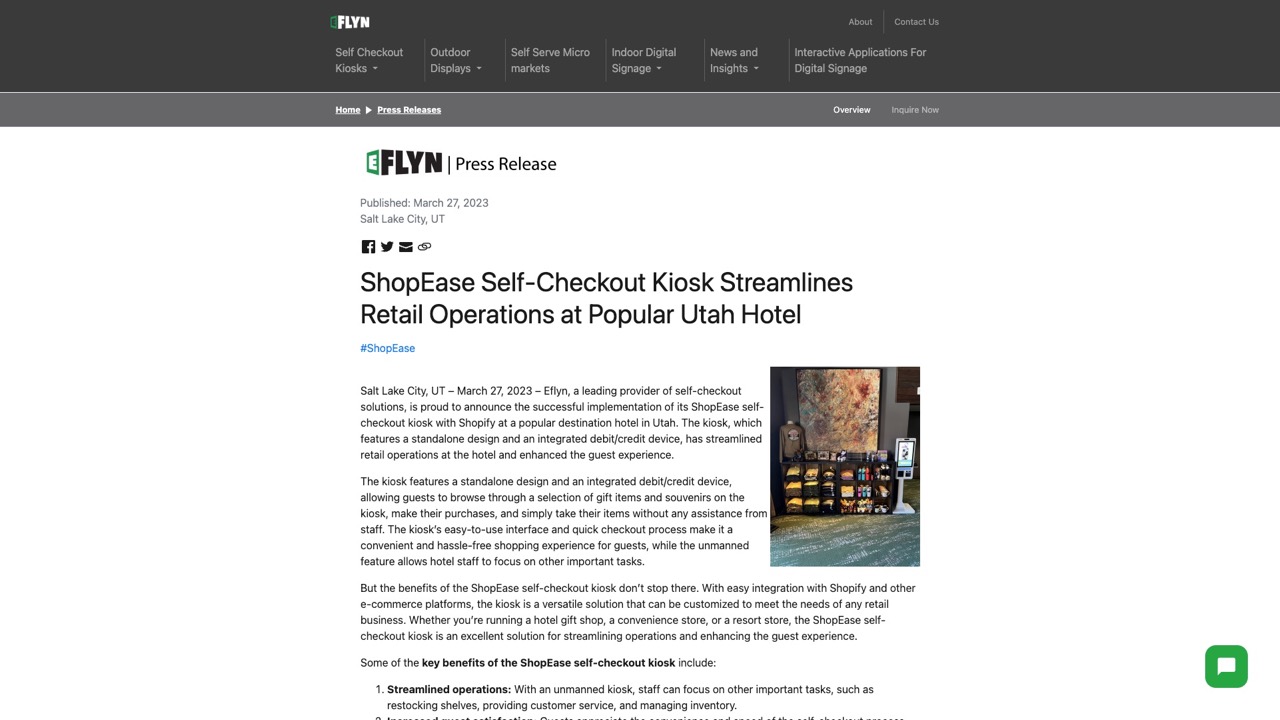 EFLYN
About
Contact Us
Self Checkout
Kiosks
Outdoor
Displays
Self Serve Micro
markets
Indoor Digital
Signage
News and
Insights
Interactive Applications For
Digital Signage
Home
Press Releases
Overview
Inquire Now
EFLYN | Press Release
Published: March 27, 2023
Salt Lake City, UT
ShopEase Self-Checkout Kiosk Streamlines
Retail Operations at Popular Utah Hotel
#ShopEase
Salt Lake City, UT – March 27, 2023 – Eflyn, a leading provider of self-checkout
solutions, is proud to announce the successful implementation of its ShopEase self-
checkout kiosk with Shopify at a popular destination hotel in Utah. The kiosk, which
features a standalone design and an integrated debit/credit device, has streamlined
retail operations at the hotel and enhanced the guest experience.
The kiosk features a standalone design and an integrated debit/credit device,
allowing guests to browse through a selection of gift items and souvenirs on the
kiosk, make their purchases, and simply take their items without any assistance from
staff. The kiosk’s easy-to-use interface and quick checkout process make it a
convenient and hassle-free shopping experience for guests, while the unmanned
feature allows hotel staff to focus on other important tasks.
But the benefits of the ShopEase self-checkout kiosk don’t stop there. With easy integration with Shopify and other
e-commerce platforms, the kiosk is a versatile solution that can be customized to meet the needs of any retail
business. Whether you’re running a hotel gift shop, a convenience store, or a resort store, the ShopEase self-
checkout kiosk is an excellent solution for streamlining operations and enhancing the guest experience.
Some of the key benefits of the ShopEase self-checkout kiosk include:
1. Streamlined operations: With an unmanned kiosk, staff can focus on other important tasks, such as
restocking shelves, providing customer service, and managing inventory.
2. Increased guest satisfaction: Guests appreciate the convenience and speed of the self-checkout process,